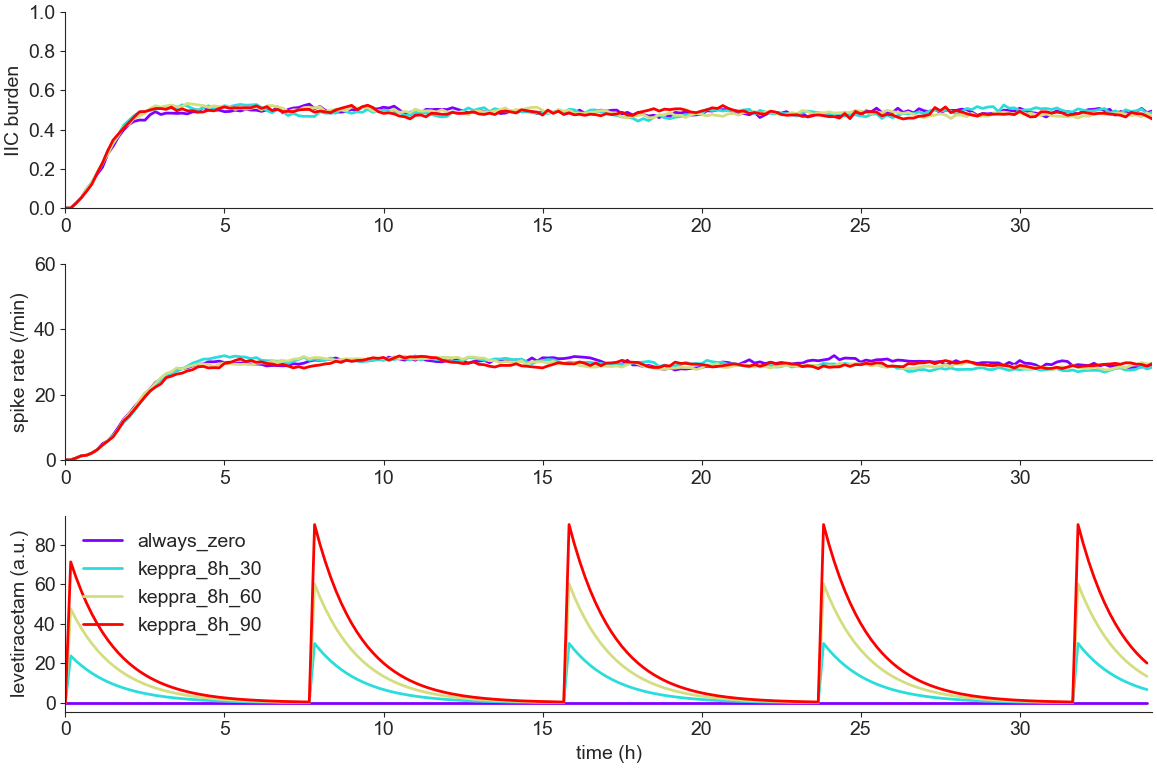 IIC burden
1.0
0.8
0.6
0.4
0.2
0.0
0 5 10 15 20 25 30
spike rate (/min)
60
40
20
0
0 5 10 15 20 25 30
levetiracetam (a.u.)
80
60
40
20
0
always_zero
keppra_8h_30
keppra_8h_60
keppra_8h_90
0 5 10 15 20 25 30
time (h)